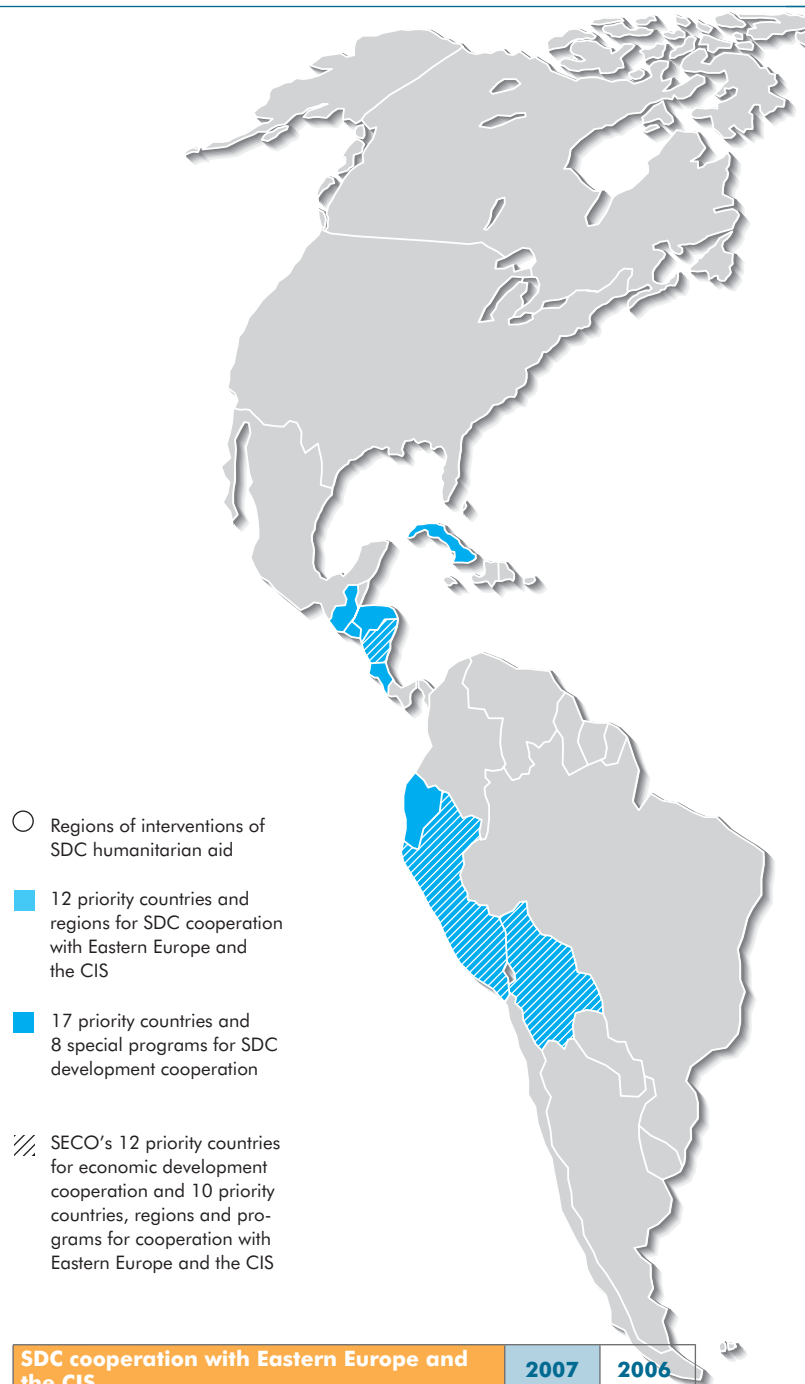 Regions of interventions of
SDC humanitarian aid
12 priority countries and
regions for SDC cooperation
with Eastern Europe and
the CIS
17 priority countries and
8 special programs for SDC
development cooperation
SECO's 12 priority countries
for economic development
cooperation and 10 priority
countries, regions and pro-
grams for cooperation with
Eastern Europe and the CIS
SDC cooperation with Eastern Europe and 2007 2006
the CIS